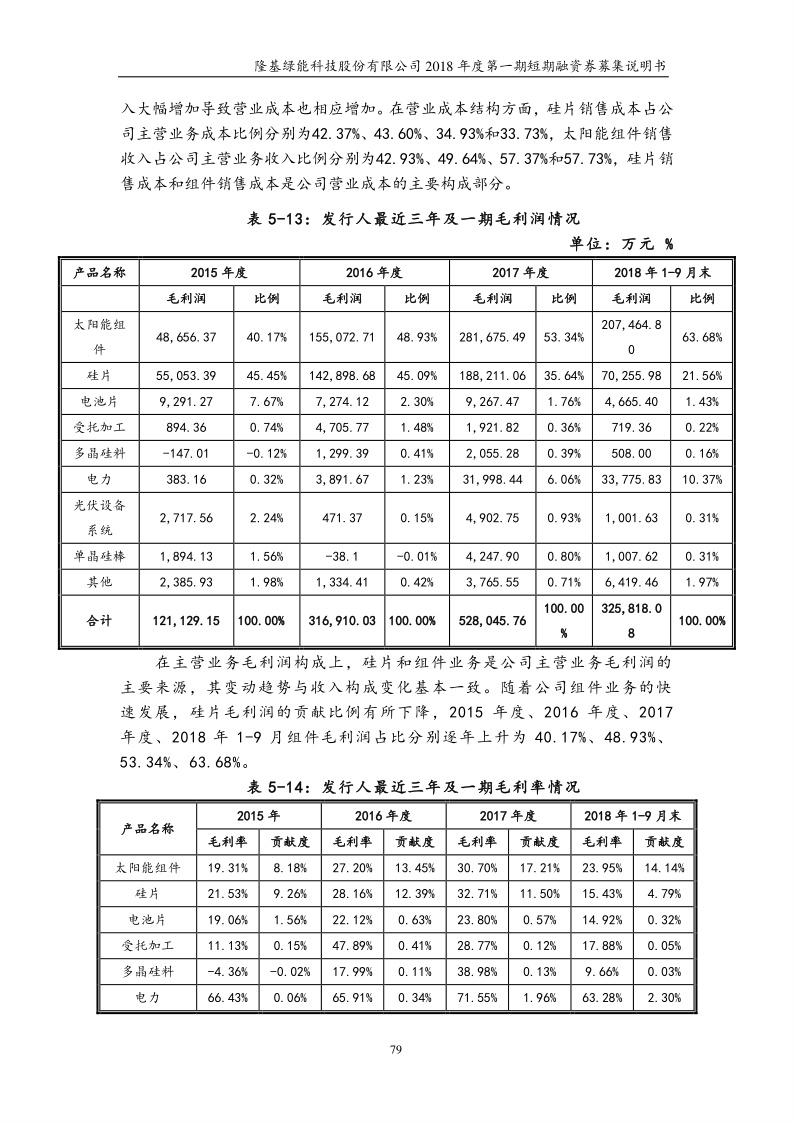 隆基绿能科技股份有限公司 2018 年度第一期短期融资券募集说明书
入大幅增加导致营业成本也相应增加。在营业成本结构方面，硅片销售成本占公
司主营业务成本比例分别为42.37%、43.60%、34.93%和33.73%，太阳能组件销售
收入占公司主营业务收入比例分别为42.93%、49.64%、57.37%和57.73%，硅片销
售成本和组件销售成本是公司营业成本的主要构成部分。
表 5-13：发行人最近三年及一期毛利润情况
单位：万元 %
产品名称 2015 年度 2016 年度 2017 年度 2018 年 1-9 月末
毛利润 比例 毛利润 比例 毛利润 比例 毛利润 比例
太阳能组
件
48,656.37 40.17% 155,072.71 48.93% 281,675.49 53.34%
207,464.8
0
63.68%
硅片 55,053.39 45.45% 142,898.68 45.09% 188,211.06 35.64% 70,255.98 21.56%
电池片 9,291.27 7.67% 7,274.12 2.30% 9,267.47 1.76% 4,665.40 1.43%
受托加工 894.36 0.74% 4,705.77 1.48% 1,921.82 0.36% 719.36 0.22%
多晶硅料 -147.01 -0.12% 1,299.39 0.41% 2,055.28 0.39% 508.00 0.16%
电力 383.16 0.32% 3,891.67 1.23% 31,998.44 6.06% 33,775.83 10.37%
光伏设备
系统
2,717.56 2.24% 471.37 0.15% 4,902.75 0.93% 1,001.63 0.31%
单晶硅棒 1,894.13 1.56% -38.1 -0.01% 4,247.90 0.80% 1,007.62 0.31%
其他 2,385.93 1.98% 1,334.41 0.42% 3,765.55 0.71% 6,419.46 1.97%
合计 121,129.15 100.00% 316,910.03 100.00% 528,045.76
100.00
%
325,818.0
8
100.00%
在主营业务毛利润构成上，硅片和组件业务是公司主营业务毛利润的
主要来源，其变动趋势与收入构成变化基本一致。随着公司组件业务的快
速发展，硅片毛利润的贡献比例有所下降，2015 年度、2016 年度、2017
年度、2018 年 1-9 月组件毛利润占比分别逐年上升为 40.17%、48.93%、
53.34%、63.68%。
表 5-14：发行人最近三年及一期毛利率情况
产品名称 2015 年 2016 年度 2017 年度 2018 年 1-9 月末
毛利率 贡献度 毛利率 贡献度 毛利率 贡献度 毛利率 贡献度
太阳能组件 19.31% 8.18% 27.20% 13.45% 30.70% 17.21% 23.95% 14.14%
硅片 21.53% 9.26% 28.16% 12.39% 32.71% 11.50% 15.43% 4.79%
电池片 19.06% 1.56% 22.12% 0.63% 23.80% 0.57% 14.92% 0.32%
受托加工 11.13% 0.15% 47.89% 0.41% 28.77% 0.12% 17.88% 0.05%
多晶硅料 -4.36% -0.02% 17.99% 0.11% 38.98% 0.13% 9.66% 0.03%
电力 66.43% 0.06% 65.91% 0.34% 71.55% 1.96% 63.28% 2.30%
79